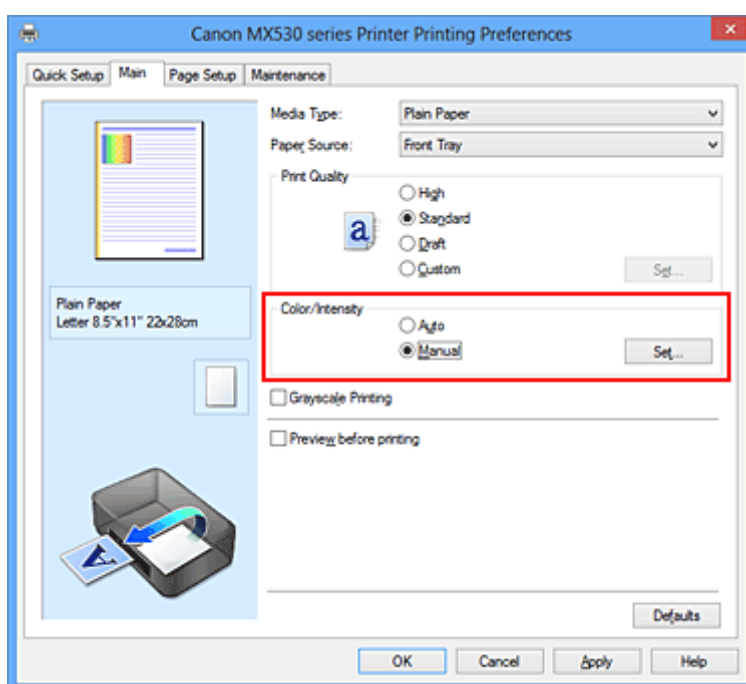 Canon MX530 series Printer Printing Preferences
Quick Setup Main Page Setup Maintenance
Media Type: Plain Paper
Paper Source: Front Tray
Print Quality
High
a
Standard
Draft
Custom Set...
Plain Paper
Letter 8.5"x11" 22x28cm
Color/Intensity
Auto
Manual Set...
Grayscale Printing
Preview before printing
A
Defaults
OK Cancel Apply Help